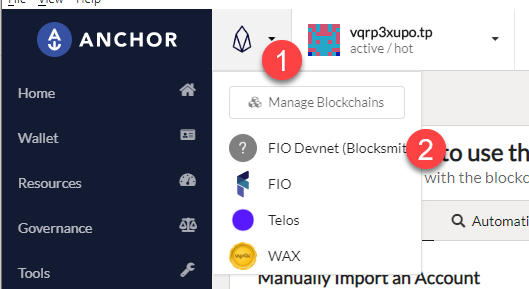 File View Help
ANCHOR
vqrp3xupo.tp
active / hot
1
Home
Manage Blockchains
Wallet
FIO Devnet (Blocksmit
2
to use th
with the blocko
Resources
FIO
Telos
Automati
Governance
WAX
Tools
Manually Import an Account